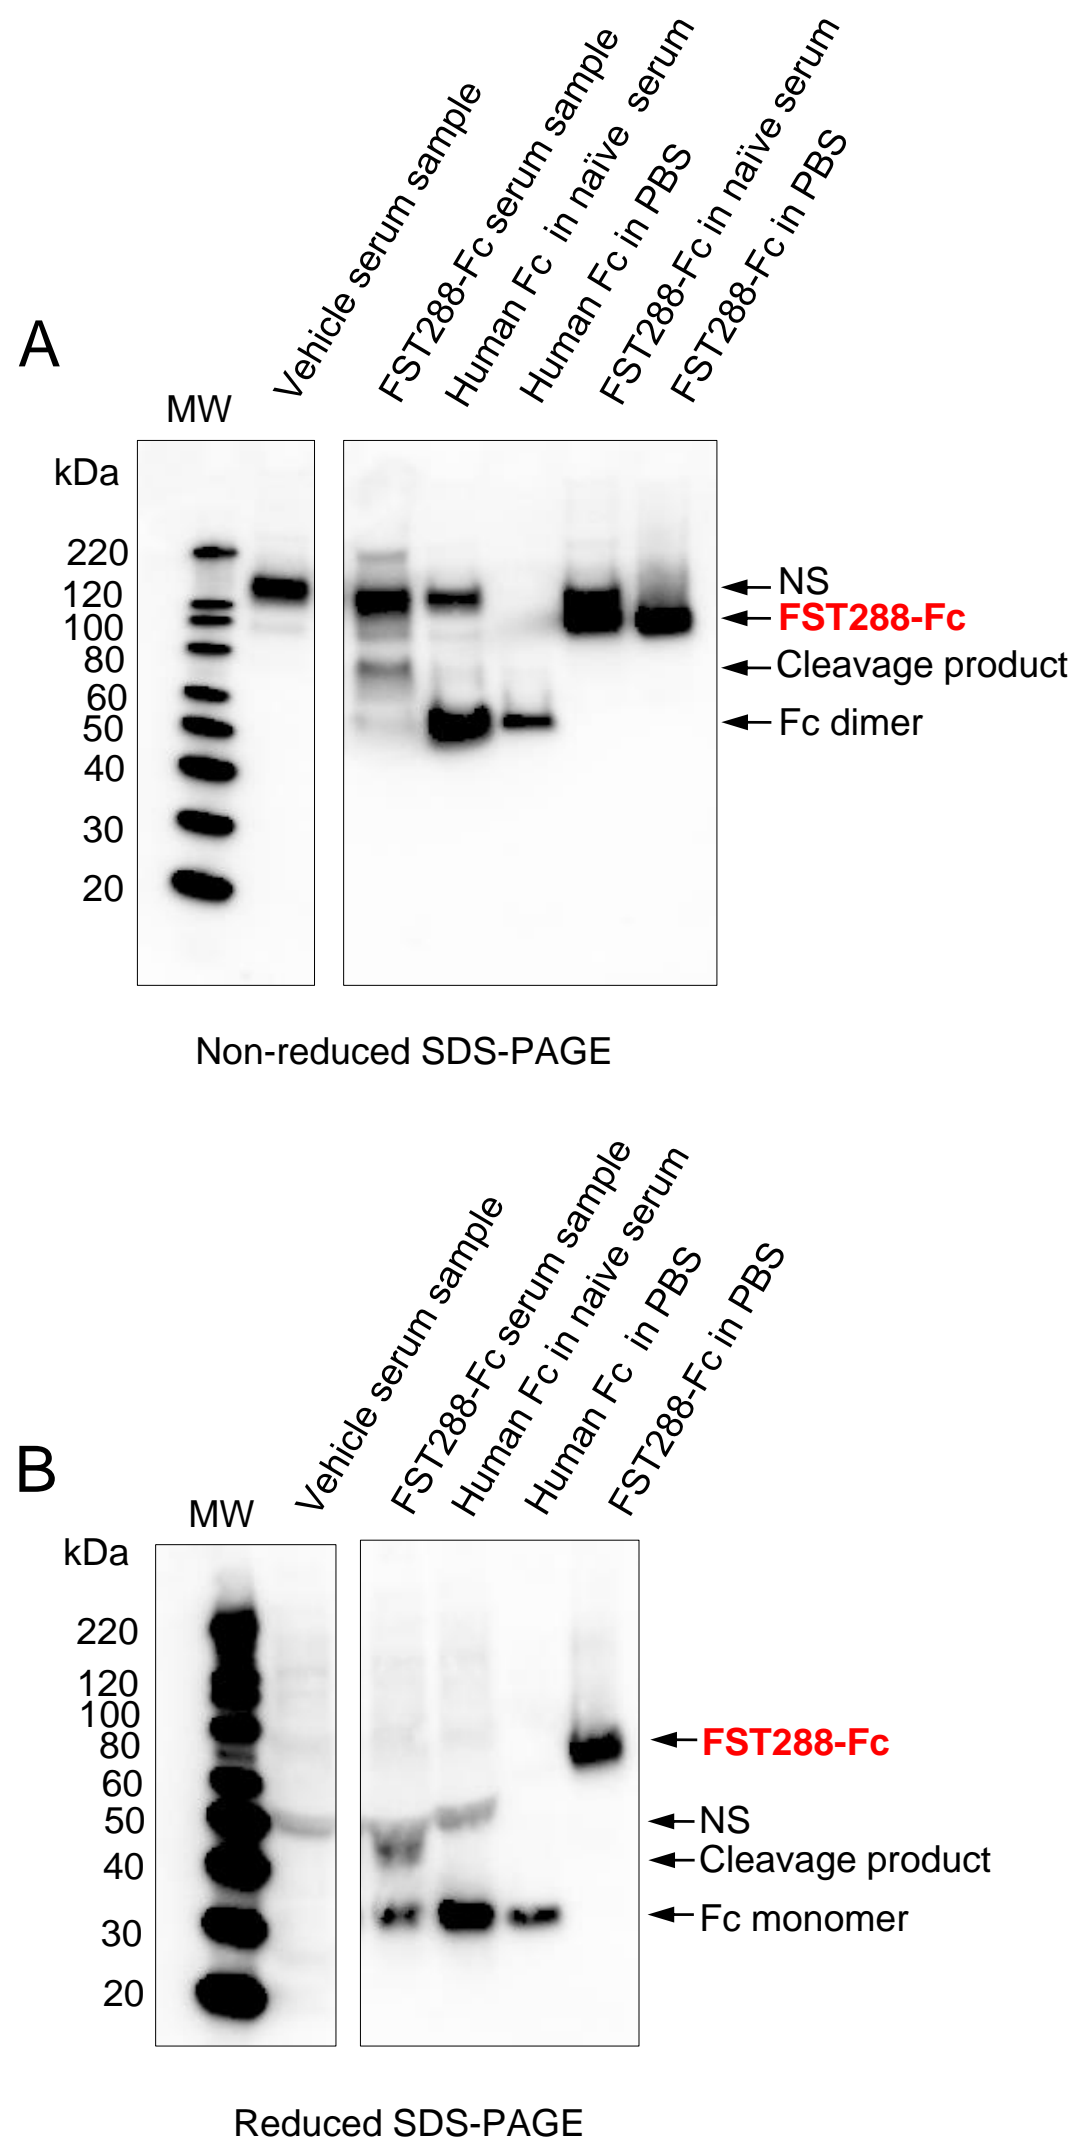 A
Vehicle serum sample
FST288-Fc serum sample
Human Fc in naïve serum
Human Fc in PBS
FST288-Fc in naïve serum
FST288-Fc in PBS
MW
kDa
220
120
100
80
60
50
40
30
20
NS
FST288-Fc
Cleavage product
Fc dimer
Non-reduced SDS-PAGE
B
Vehicle serum sample
FST288-Fc serum sample
Human Fc in naive serum
Human Fc in PBS
FST288-Fc in PBS
MW
kDa
220
120
100
80
60
50
40
30
20
FST288-Fc
NS
Cleavage product
Fc monomer
Reduced SDS-PAGE